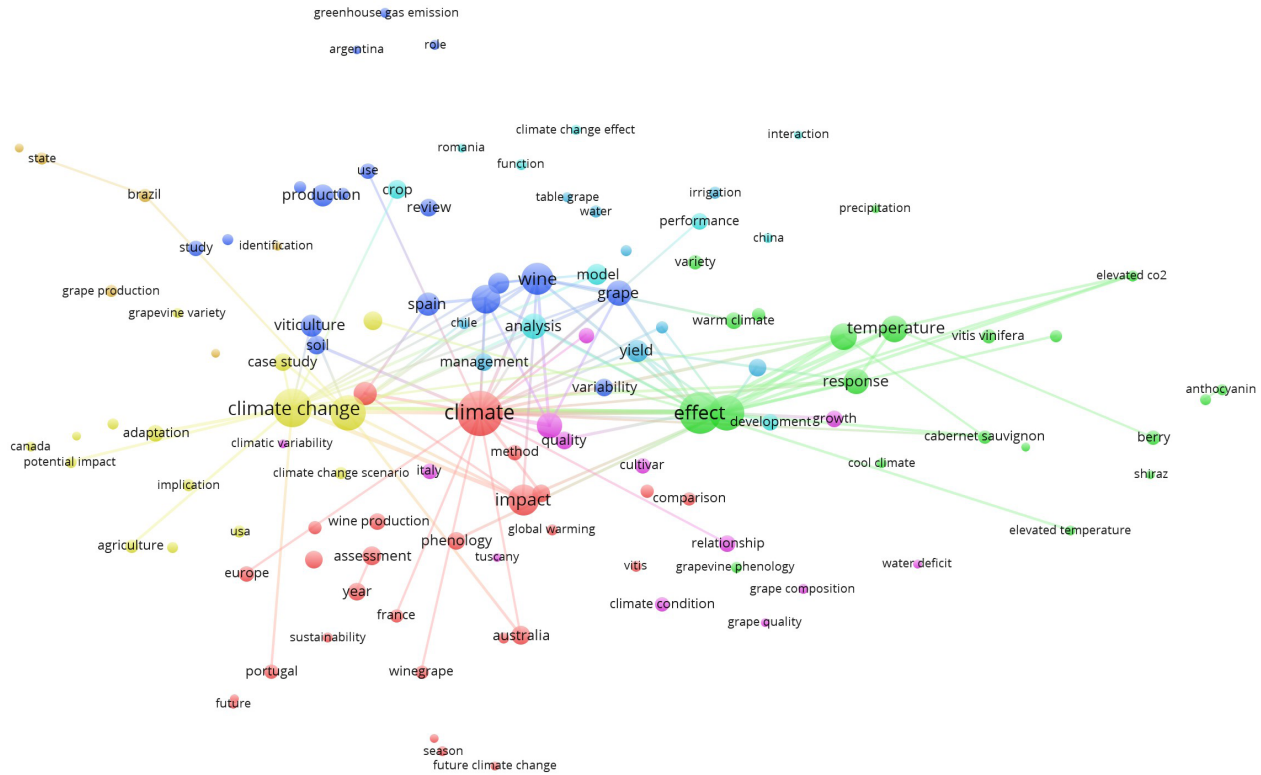 greenhouse gas emission
argentina
role
climate change effect
interaction
romania
state
function
use
brazil
production
crop
table grape
irrigation
review
water
precipitation
performance
china
study
identification
variety
elevated co2
model
wine
grape production
grape
spain
grapevine variety
viticulture
chile
analysis
warm climate
temperature
vitis vinifera
soil
case study
management
yield
response
variability
anthocyanin
climate change
climate
effect
development
growth
adaptation
climatic variability
quality
cabernet sauvignon
berry
canada
potential impact
method
climate change scenario
italy
cultivar
cool climate
shiraz
implication
impact
comparison
wine production
usa
global warming
elevated temperature
agriculture
phenology
relationship
assessment
tuscany
europe
vitis
grapevine phenology
water deficit
year
grape composition
climate condition
france
grape quality
sustainability
australia
portugal
winegrape
future
season
future climate change